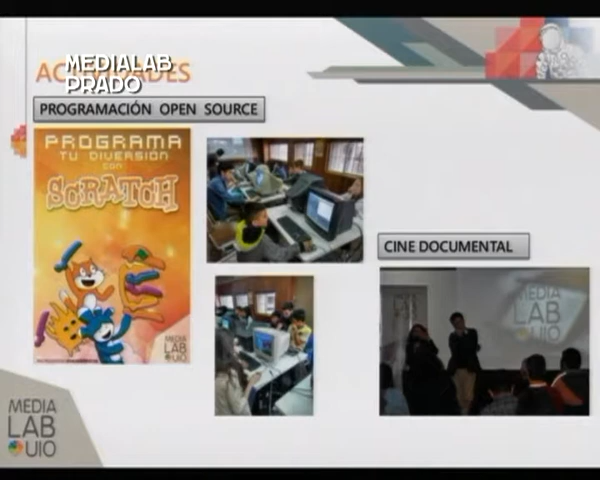 ACTIVIDADES
MEDIALAB
PRADO
PROGRAMACIÓN OPEN SOURCE
PROGRAMA
TU DIVERSIÓN
CON
SCRATCH
MEDIA
LAB
UIO
CINE DOCUMENTAL
MEDIA
LAB
UIO
MEDIA
LAB
UIO